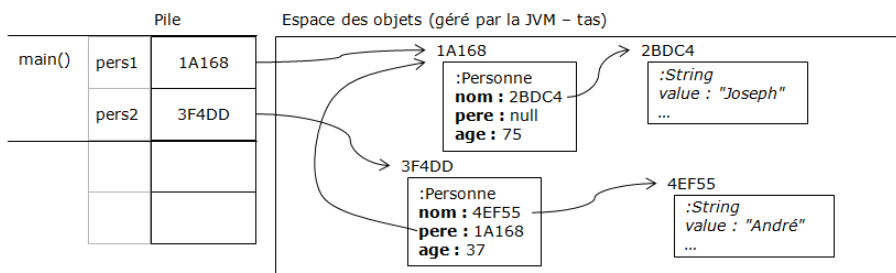 Pile
Espace des objets (géré par la JVM – tas)
main()
pers1
1A168
pers2
3F4DD
1A168
:Personne
nom : 2BDC4
pere : null
age : 75
2BDC4
:String
value : "Joseph"
...
3F4DD
:Personne
nom : 4EF55
pere : 1A168
age : 37
4EF55
:String
value : "André"
...